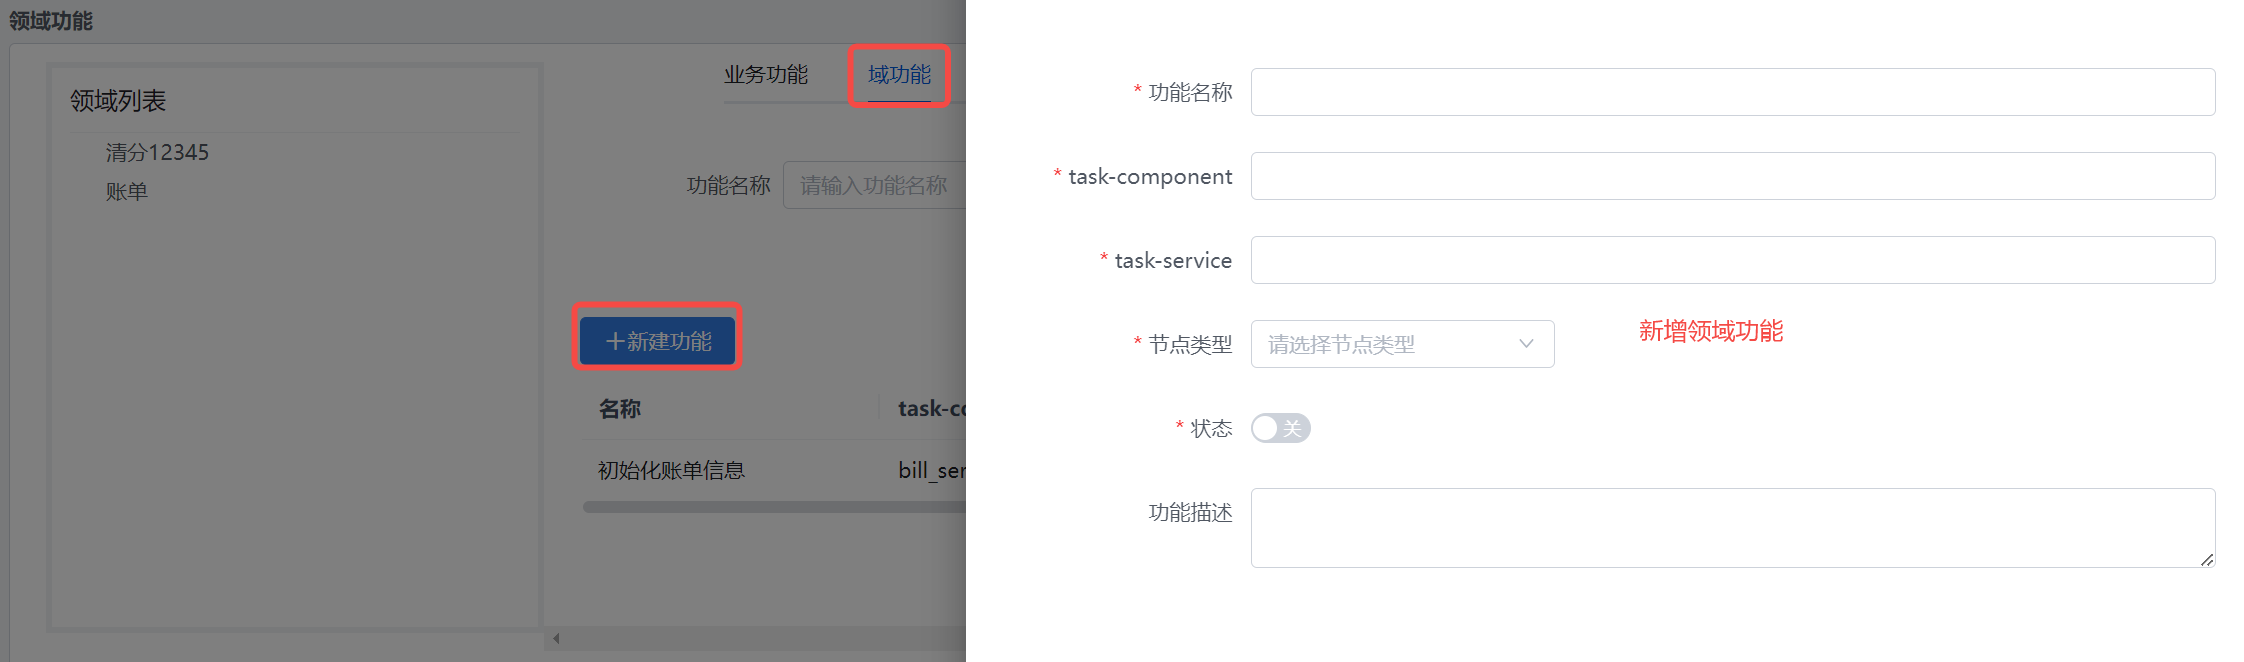 领域功能
领域列表
清分12345
账单
业务功能
域功能
功能名称
请输入功能名称
新建功能
名称
task-co
初始化账单信息
bill_ser
* 功能名称
* task-component
* task-service
* 节点类型
请选择节点类型
新增领域功能
* 状态
关
功能描述